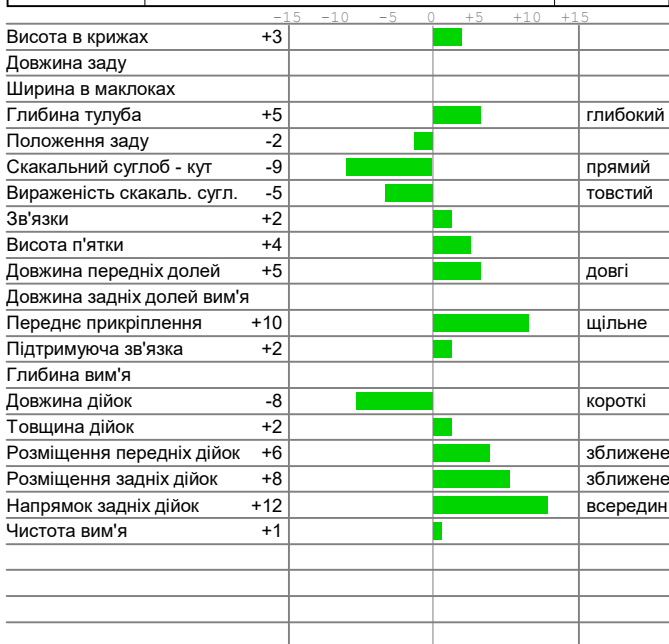 -15 -10 -5 0 +5 +10 +15
Висота в крижах +3
Довжина заду
Ширина в маклоках
Глибина тулуба +5 глибокий
Положення заду -2
Скакальний суглоб - кут -9 прямий
Вираженість скакаль. сугл. -5 товстий
Зв'язки +2
Висота п'ятки +4
Довжина передніх долей +5 довгі
Довжина задніх долей вим'я
Переднє прикріплення +10 щільне
Підтримуюча зв'язка +2
Глибина вим'я
Довжина дійок -8 короткі
Товщина дійок +2
Розміщення передніх дійок +6 зближене
Розміщення задніх дійок +8 зближене
Напрямок задніх дійок +12 всередин
Чистота вим'я +1